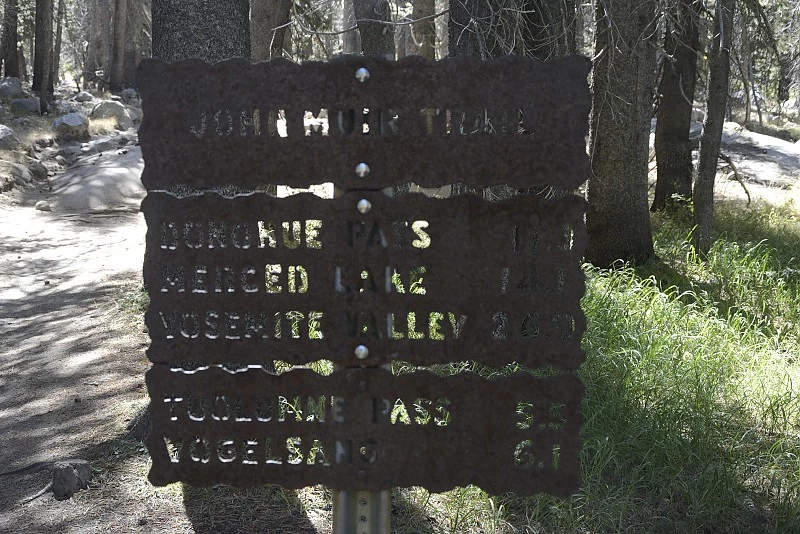 JOHN MUIR TRAIL
DONOHUE PASS
MERCED LAKE
YOSEMITE VALLEY
TUOLUMNE PASS 5.5
VOGELSANG 6.1